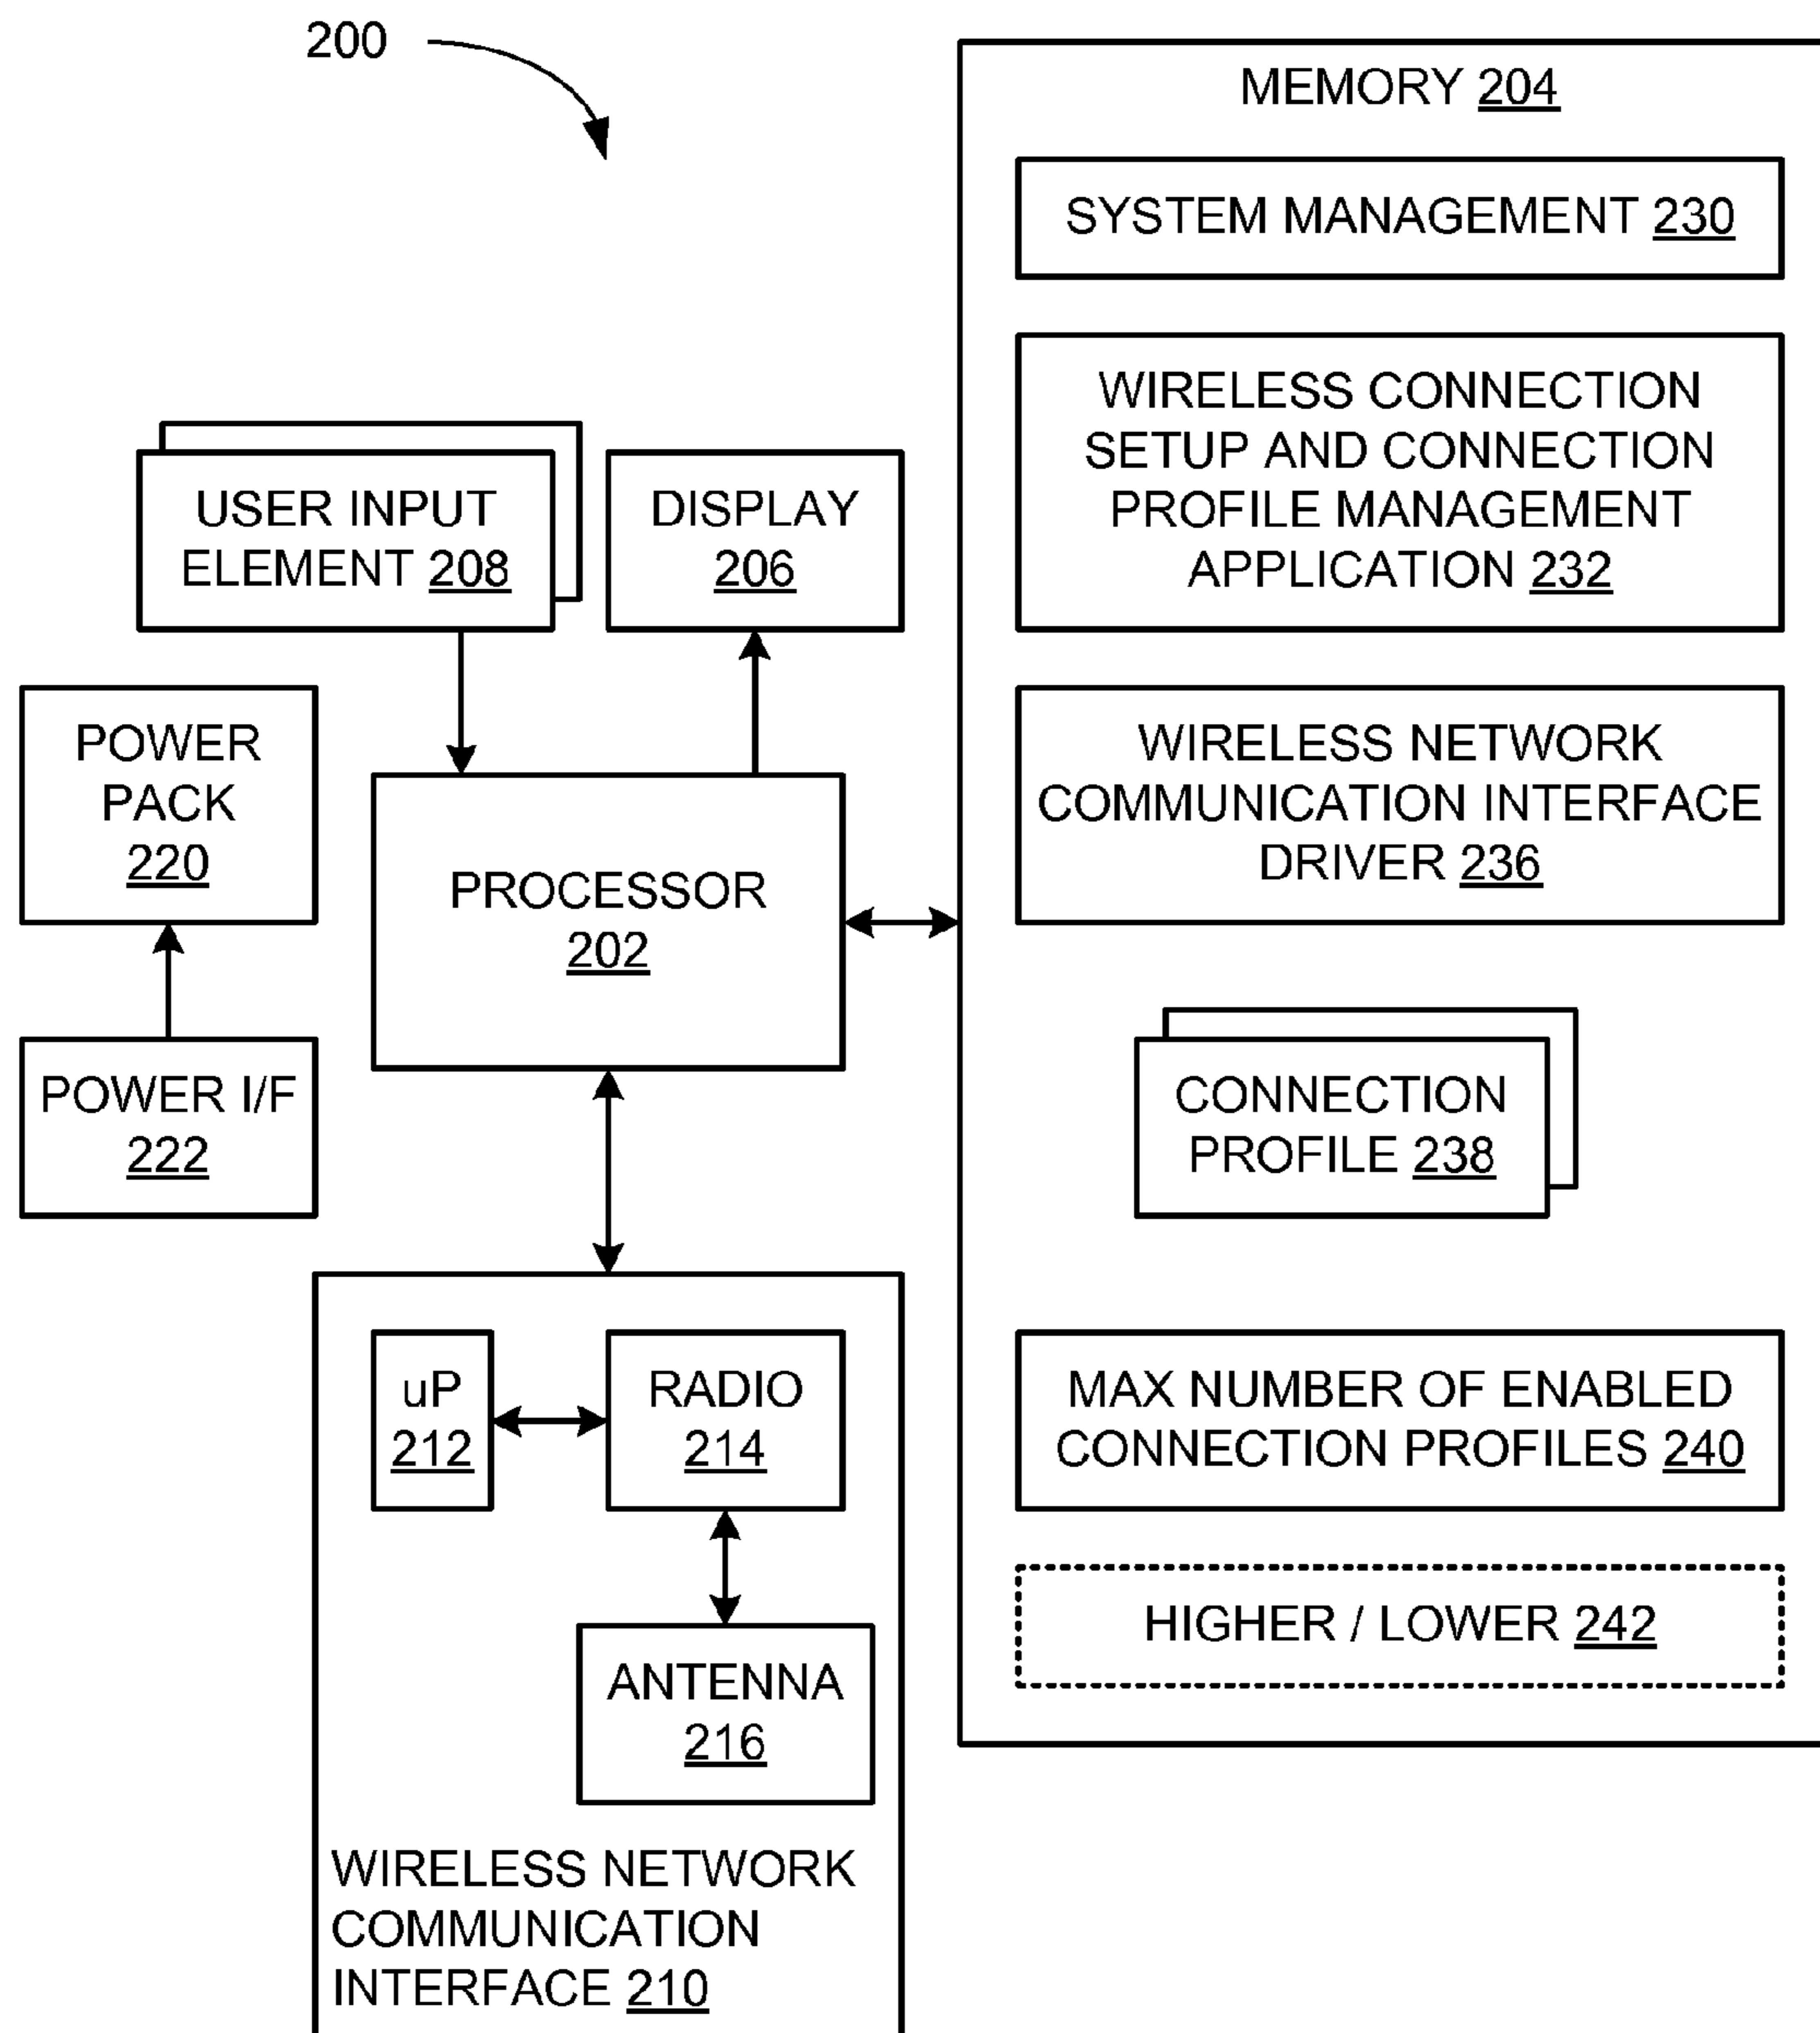 200
MEMORY 204
SYSTEM MANAGEMENT 230
WIRELESS CONNECTION
SETUP AND CONNECTION
PROFILE MANAGEMENT
APPLICATION 232
USER INPUT
ELEMENT 208
DISPLAY
206
POWER
PACK
220
WIRELESS NETWORK
COMMUNICATION INTERFACE
DRIVER 236
PROCESSOR
202
POWER I/F
222
CONNECTION
PROFILE 238
uP
212
RADIO
214
MAX NUMBER OF ENABLED
CONNECTION PROFILES 240
HIGHER / LOWER 242
ANTENNA
216
WIRELESS NETWORK
COMMUNICATION
INTERFACE 210